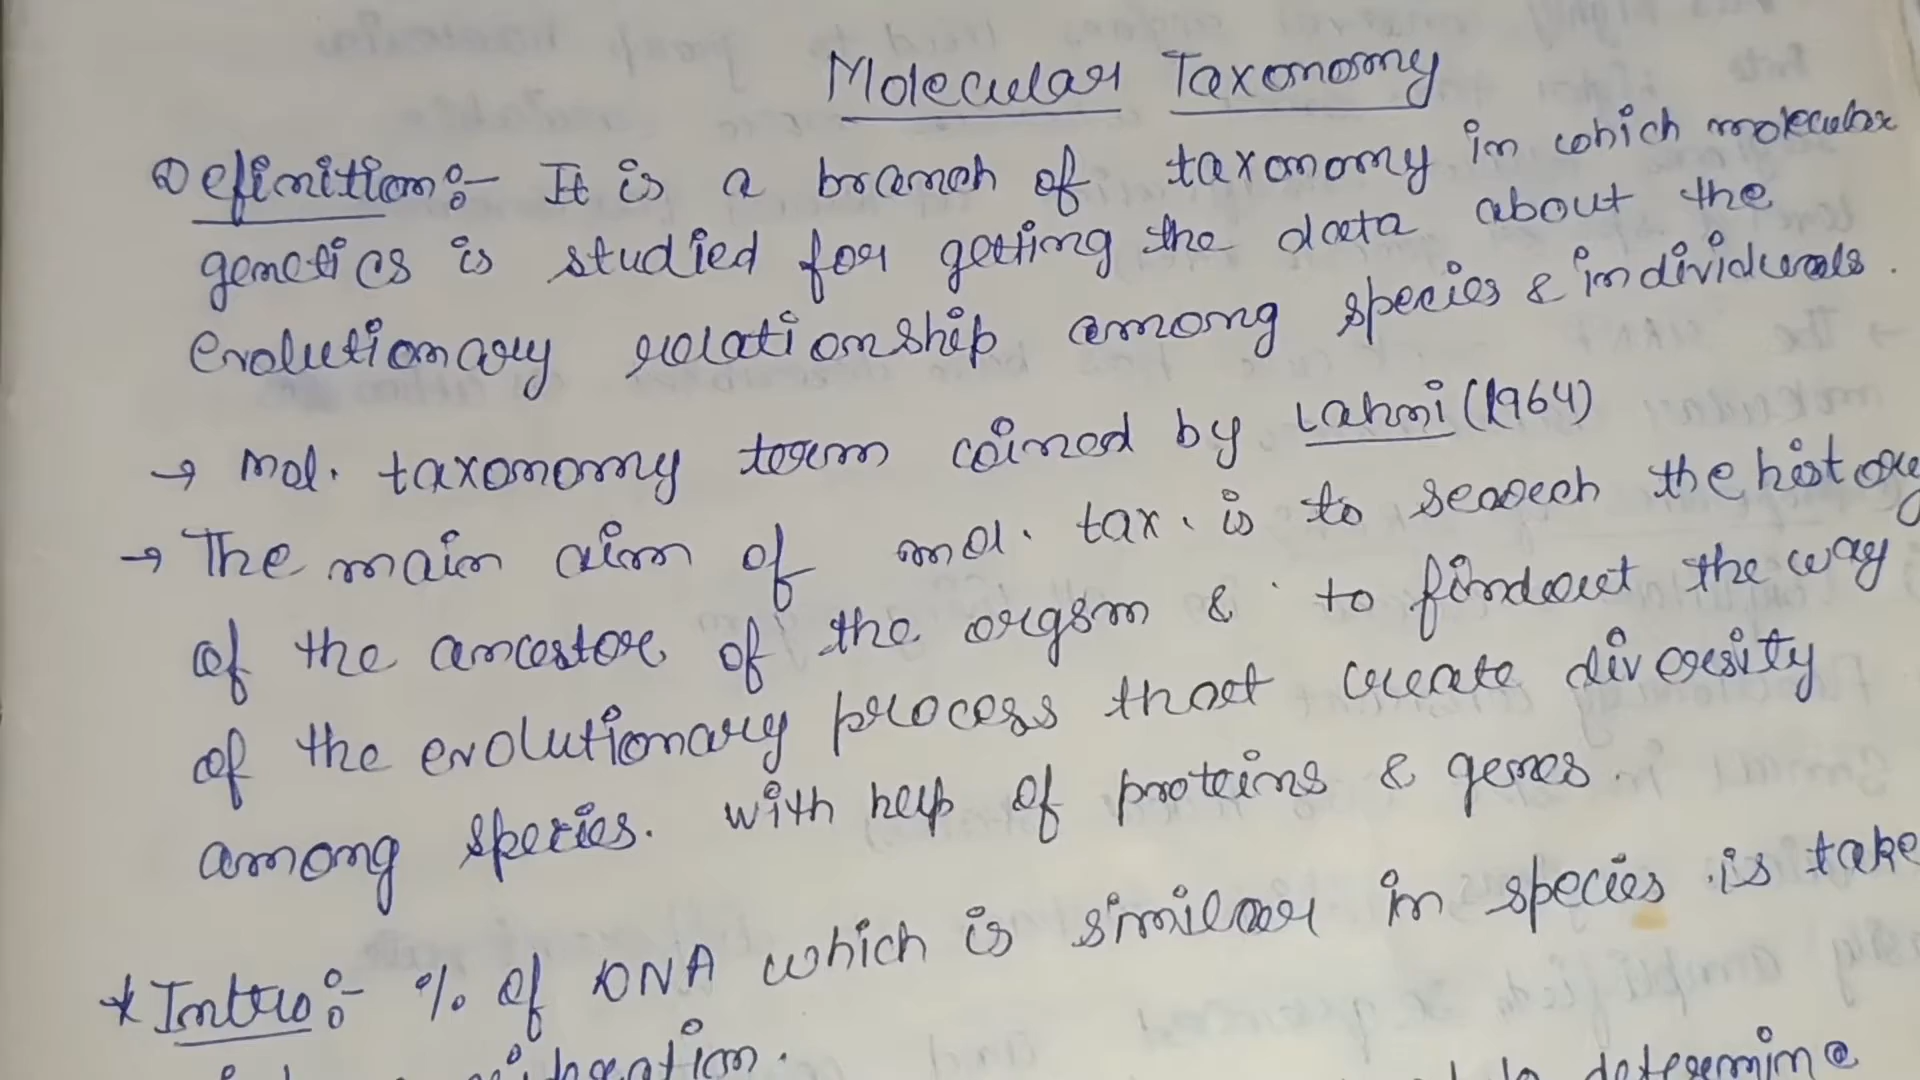 Molecular Taxonomy
Definition:- It is a branch of taxonomy in which molecular
genetics is studied for getting the data about the
evolutionary relationship among species & individuals.
→ Mol. taxonomy term coined by Lahni (1964)
→ The main aim of mol. tax. is to search the history
of the ancestor of the orgsm & to findout the way
of the evolutionary process that create diversity
among species. with help of proteins & genes.
* Intro:- % of DNA which is similar in species is take
determine